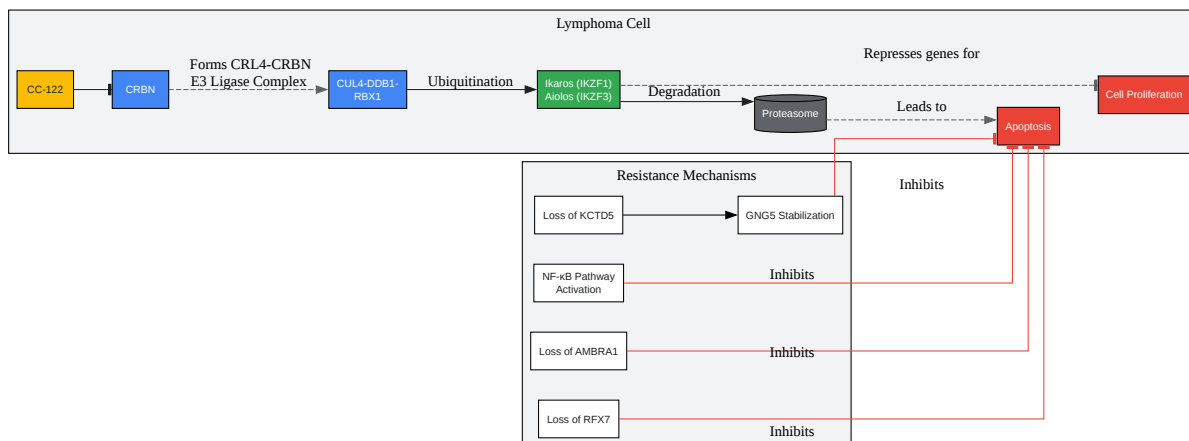 Lymphoma Cell
Represses genes for
Forms CRL4-CRBN
E3 Ligase Complex
CC-122
CRBN
CUL4-DDB1-
RBX1
Ubiquitination
Ikaros (IKZF1)
Aiolos (IKZF3)
Degradation
Proteasome
Leads to
Apoptosis
Cell Proliferation
Resistance Mechanisms
Inhibits
Loss of KCTD5
GNG5 Stabilization
NF-κB Pathway
Activation
Inhibits
Loss of AMBRA1
Inhibits
Loss of RFX7
Inhibits